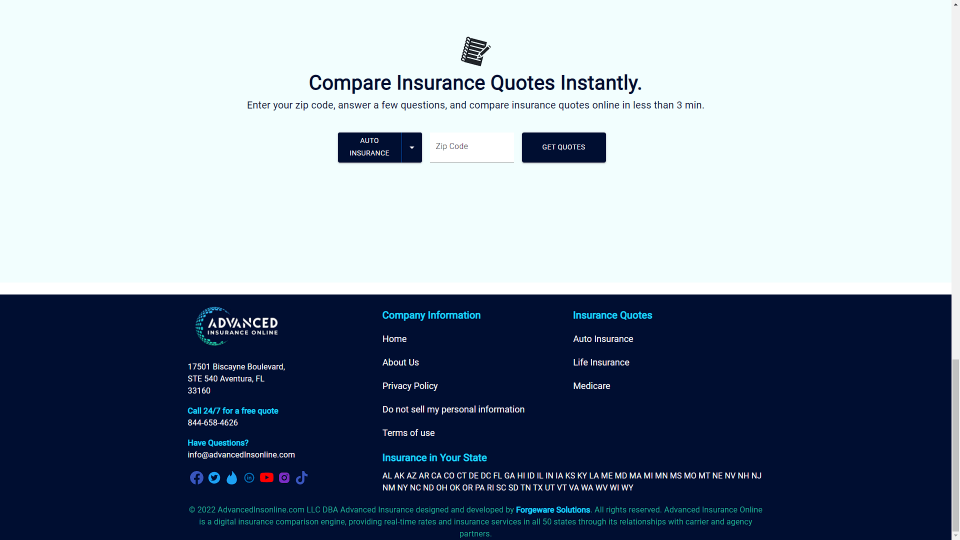 Compare Insurance Quotes Instantly.
Enter your zip code, answer a few questions, and compare insurance quotes online in less than 3 min.
AUTO
INSURANCE
Zip Code
GET QUOTES
ADVANCED
INSURANCE ONLINE
17501 Biscayne Boulevard,
STE 540 Aventura, FL
33160
Call 24/7 for a free quote
844-658-4626
Have Questions?
info@advancedInsonline.com
Company Information
Home
About Us
Privacy Policy
Do not sell my personal information
Terms of use
Insurance Quotes
Auto Insurance
Life Insurance
Medicare
Insurance in Your State
AL AK AZ AR CA CO CT DE DC FL GA HI ID IL IN IA KS KY LA ME MD MA MI MN MS MO MT NE NV NH NJ
NM NY NC ND OH OK OR PA RI SC SD TN TX UT VT VA WA WV WI WY
© 2022 AdvancedInsonline.com LLC DBA Advanced Insurance designed and developed by Forgeware Solutions. All rights reserved. Advanced Insurance Online
is a digital insurance comparison engine, providing real-time rates and insurance services in all 50 states through its relationships with carrier and agency
partners.